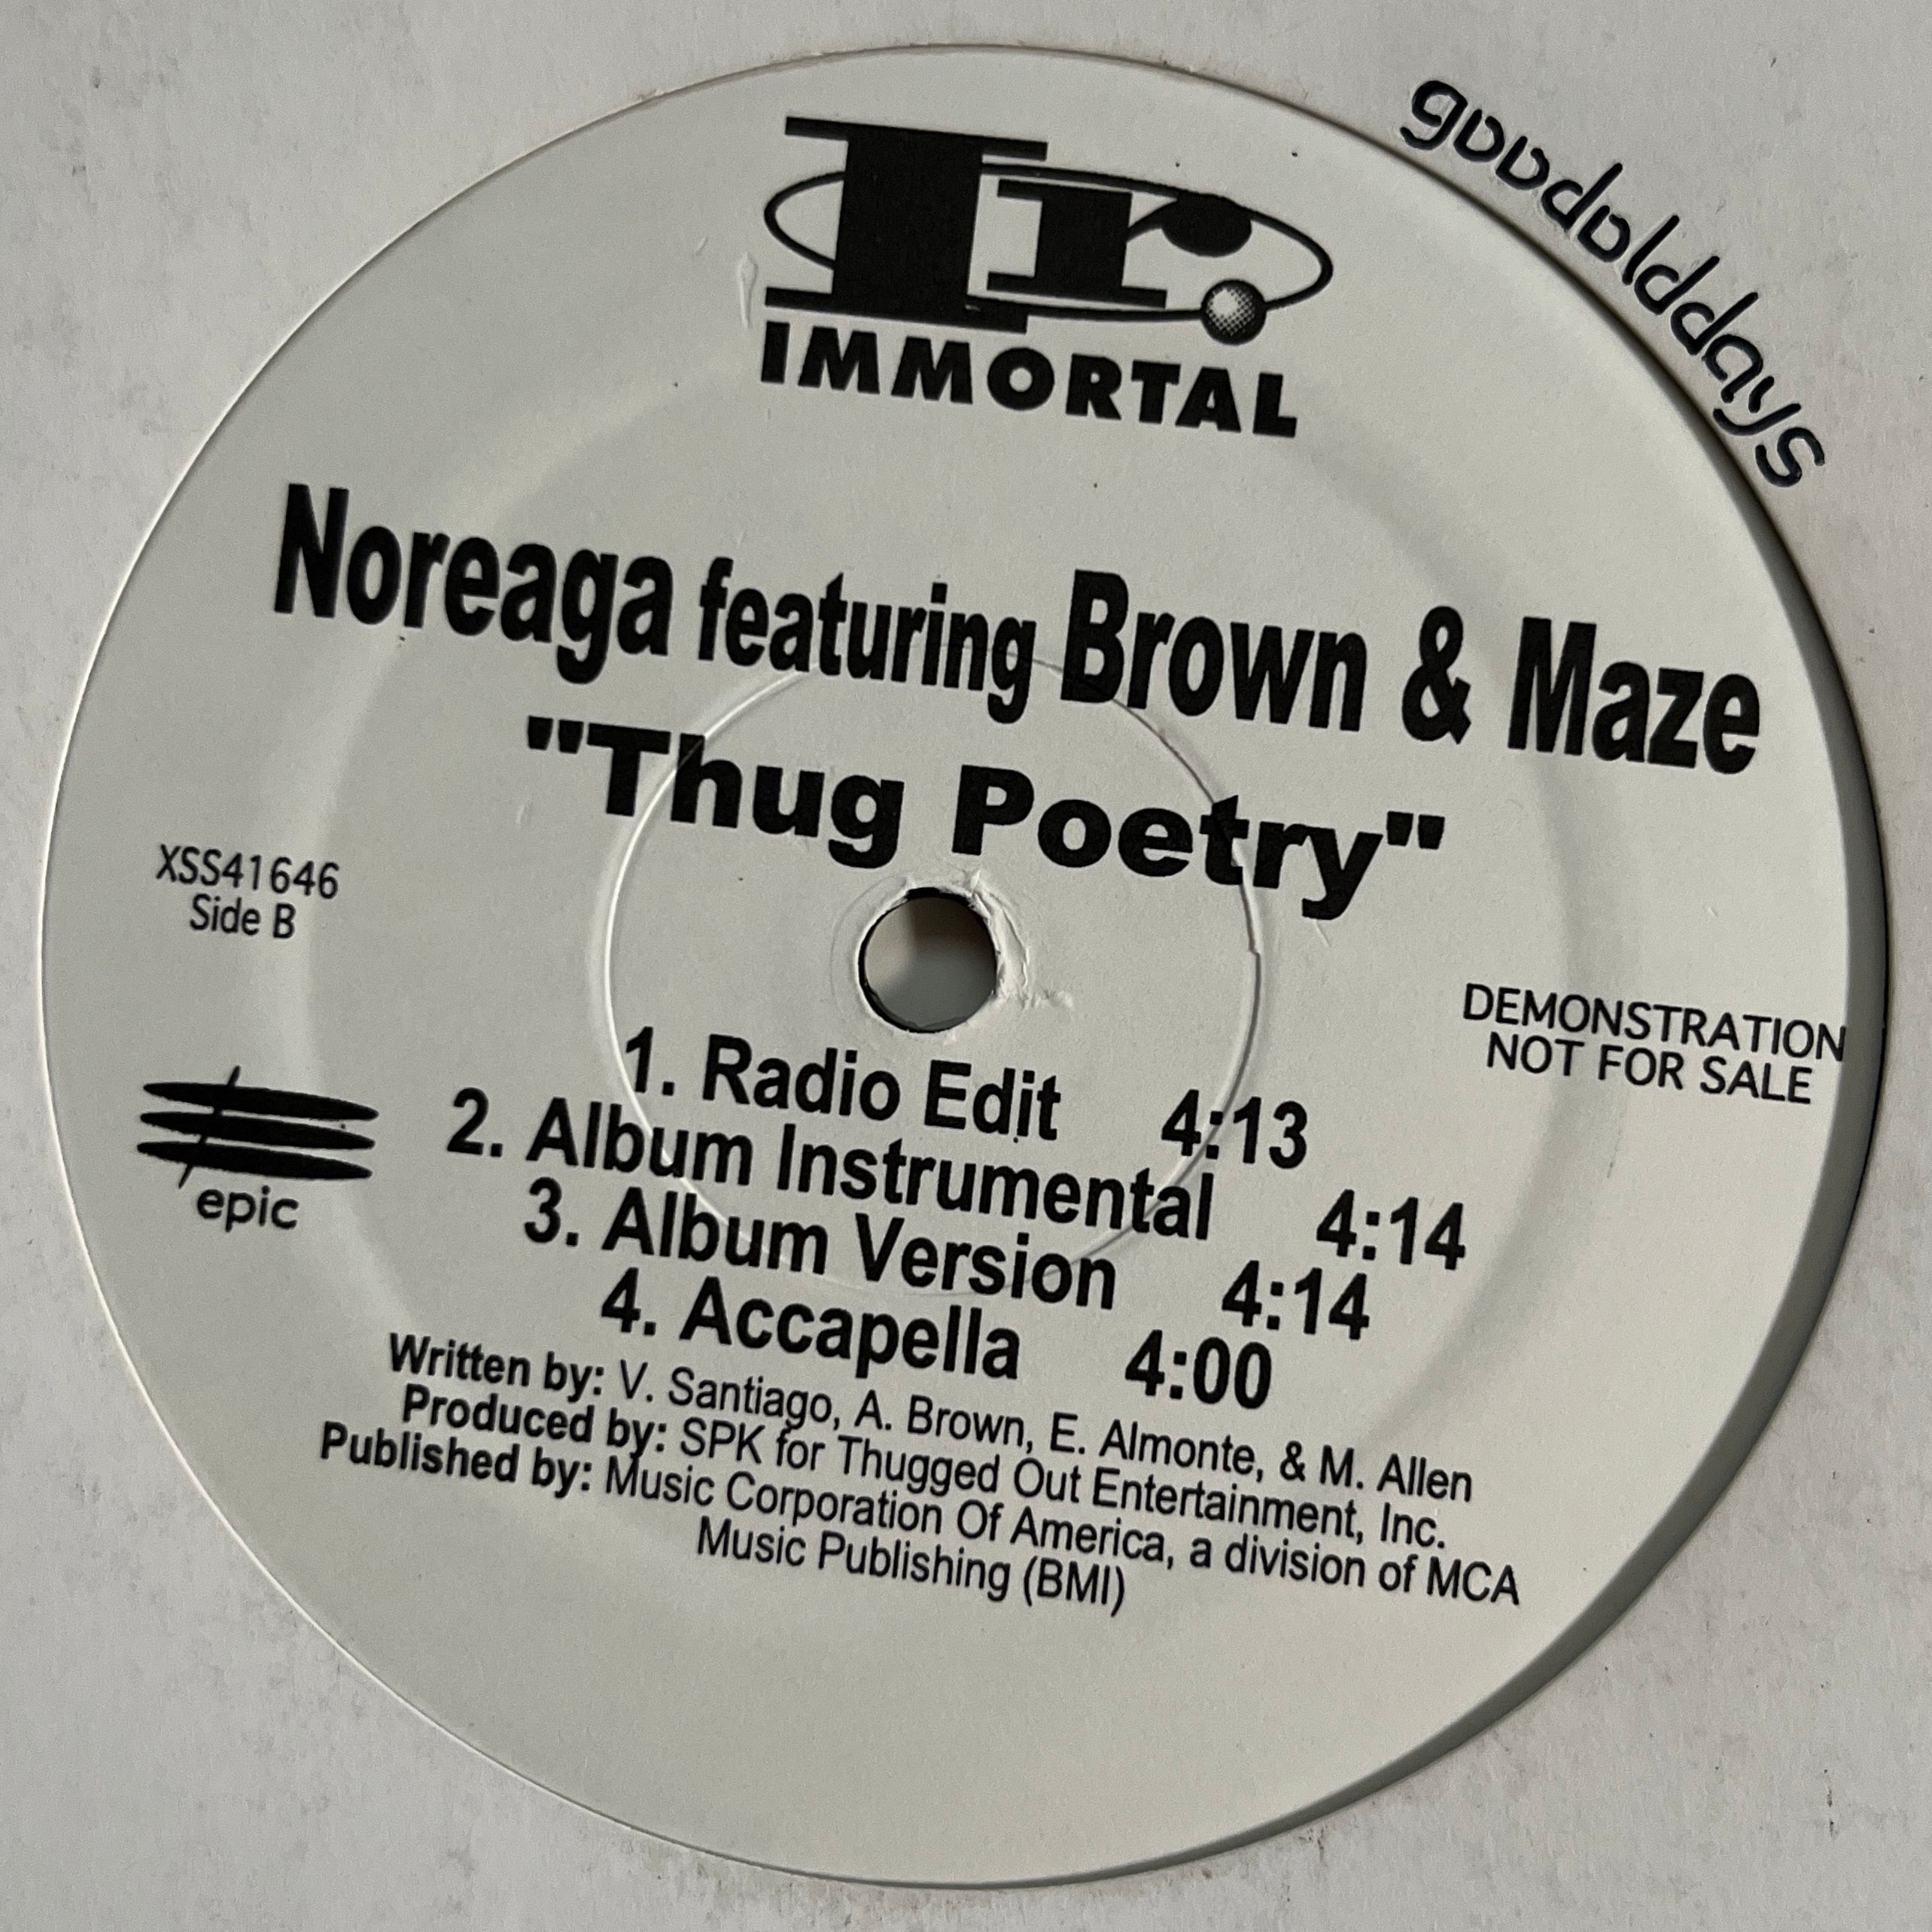 goodolddays
Ir.
IMMORTAL
Noreaga featuring Brown & Maze
"Thug Poetry"
XSS41646
Side B
DEMONSTRATION
NOT FOR SALE
epic
1. Radio Edit 4:13
2. Album Instrumental 4:14
3. Album Version 4:14
4. Accapella 4:00
Written by: V. Santiago, A. Brown, E. Almonte, & M. Allen
Produced by: SPK for Thugged Out Entertainment, Inc.
Published by: Music Corporation Of America, a division of MCA
Music Publishing (BMI)